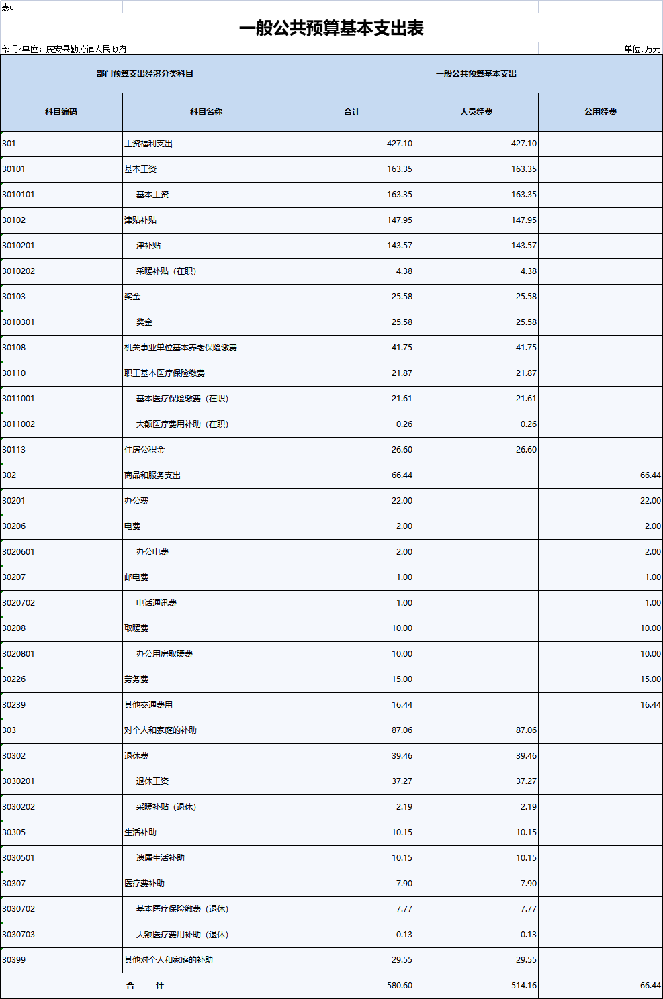 表6
一般公共预算基本支出表
部门/单位：庆安县勤劳镇人民政府 单位:万元
部门预算支出经济分类科目 一般公共预算基本支出
科目编码 科目名称 合计 人员经费 公用经费
301 工资福利支出 427.10 427.10
30101 基本工资 163.35 163.35
3010101 基本工资 163.35 163.35
30102 津贴补贴 147.95 147.95
3010201 津补贴 143.57 143.57
3010202 采暖补贴（在职） 4.38 4.38
30103 奖金 25.58 25.58
3010301 奖金 25.58 25.58
30108 机关事业单位基本养老保险缴费 41.75 41.75
30110 职工基本医疗保险缴费 21.87 21.87
3011001 基本医疗保险缴费（在职） 21.61 21.61
3011002 大额医疗费用补助（在职） 0.26 0.26
30113 住房公积金 26.60 26.60
302 商品和服务支出 66.44 66.44
30201 办公费 22.00 22.00
30206 电费 2.00 2.00
3020601 办公电费 2.00 2.00
30207 邮电费 1.00 1.00
3020702 电话通讯费 1.00 1.00
30208 取暖费 10.00 10.00
3020801 办公用房取暖费 10.00 10.00
30226 劳务费 15.00 15.00
30239 其他交通费用 16.44 16.44
303 对个人和家庭的补助 87.06 87.06
30302 退休费 39.46 39.46
3030201 退休工资 37.27 37.27
3030202 采暖补贴（退休） 2.19 2.19
30305 生活补助 10.15 10.15
3030501 遗属生活补助 10.15 10.15
30307 医疗费补助 7.90 7.90
3030702 基本医疗保险缴费（退休） 7.77 7.77
3030703 大额医疗费用补助（退休） 0.13 0.13
30399 其他对个人和家庭的补助 29.55 29.55
合 计 580.60 514.16 66.44